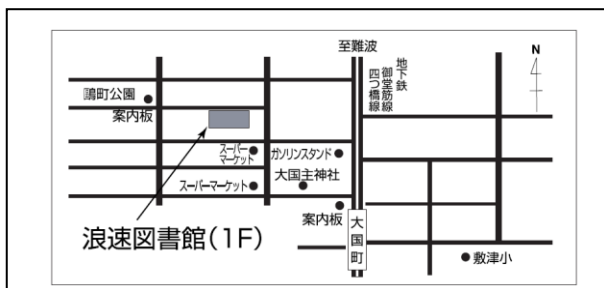 至難波
地下鉄
御堂筋線
四つ橋線
N
鷗町公園
案内板
スーパー
マーケット
ガソリンスタンド
大国主神社
スーパーマーケット
案内板
大国町
浪速図書館(1F)
敷津小